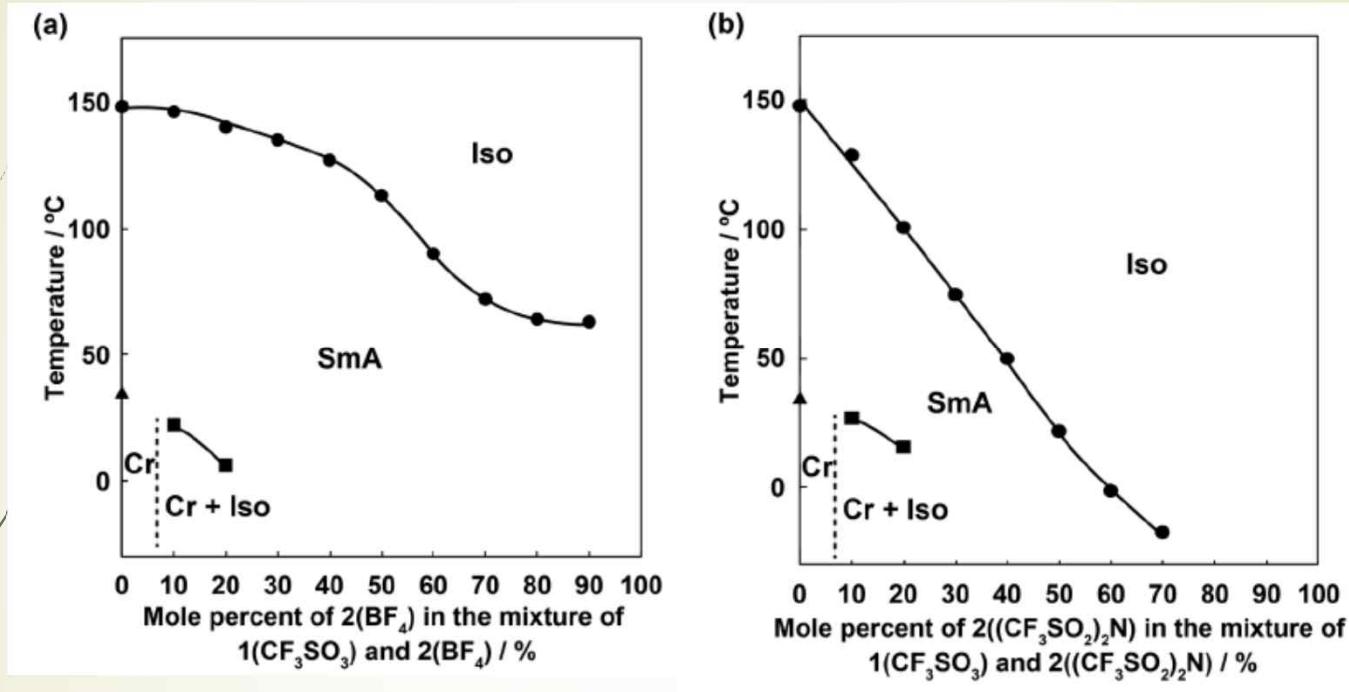 (a)
150
100
50
0
Temperature / ºC
Iso
SmA
Cr
Cr + Iso
0 10 20 30 40 50 60 70 80 90 100
Mole percent of 2(BF₄) in the mixture of
1(CF₃SO₃) and 2(BF₄) / %
(b)
150
100
50
0
Temperature / ºC
Iso
SmA
Cr
Cr + Iso
0 10 20 30 40 50 60 70 80 90 100
Mole percent of 2((CF₃SO₂)₂N) in the mixture of
1(CF₃SO₃) and 2((CF₃SO₂)₂N) / %